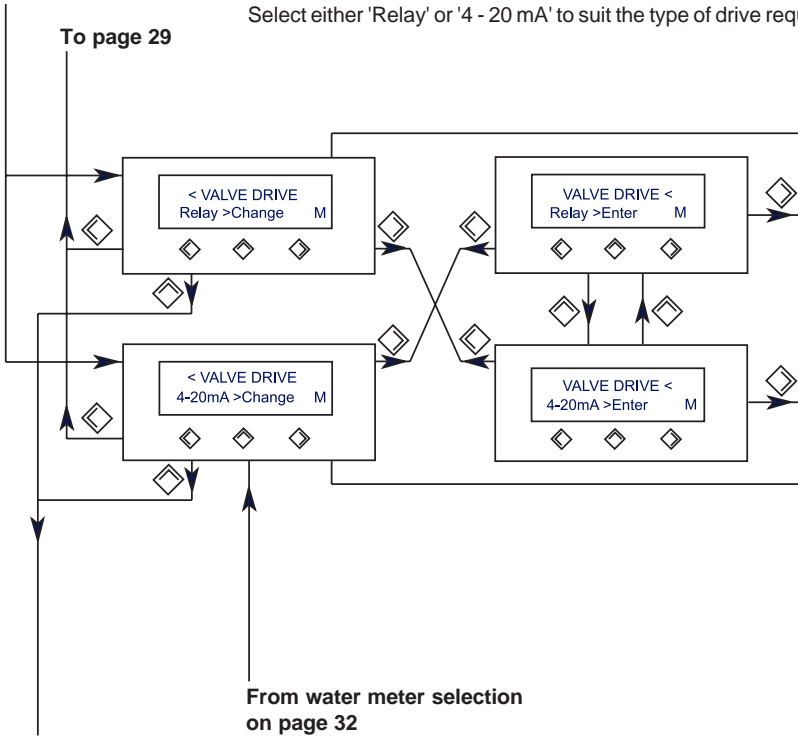 Select either 'Relay' or '4 - 20 mA' to suit the type of drive
To page 29
< VALVE DRIVE
Relay >Change M
VALVE DRIVE <
Relay >Enter M
< VALVE DRIVE
4-20mA >Change M
VALVE DRIVE <
4-20mA >Enter M
From water meter selection
on page 32